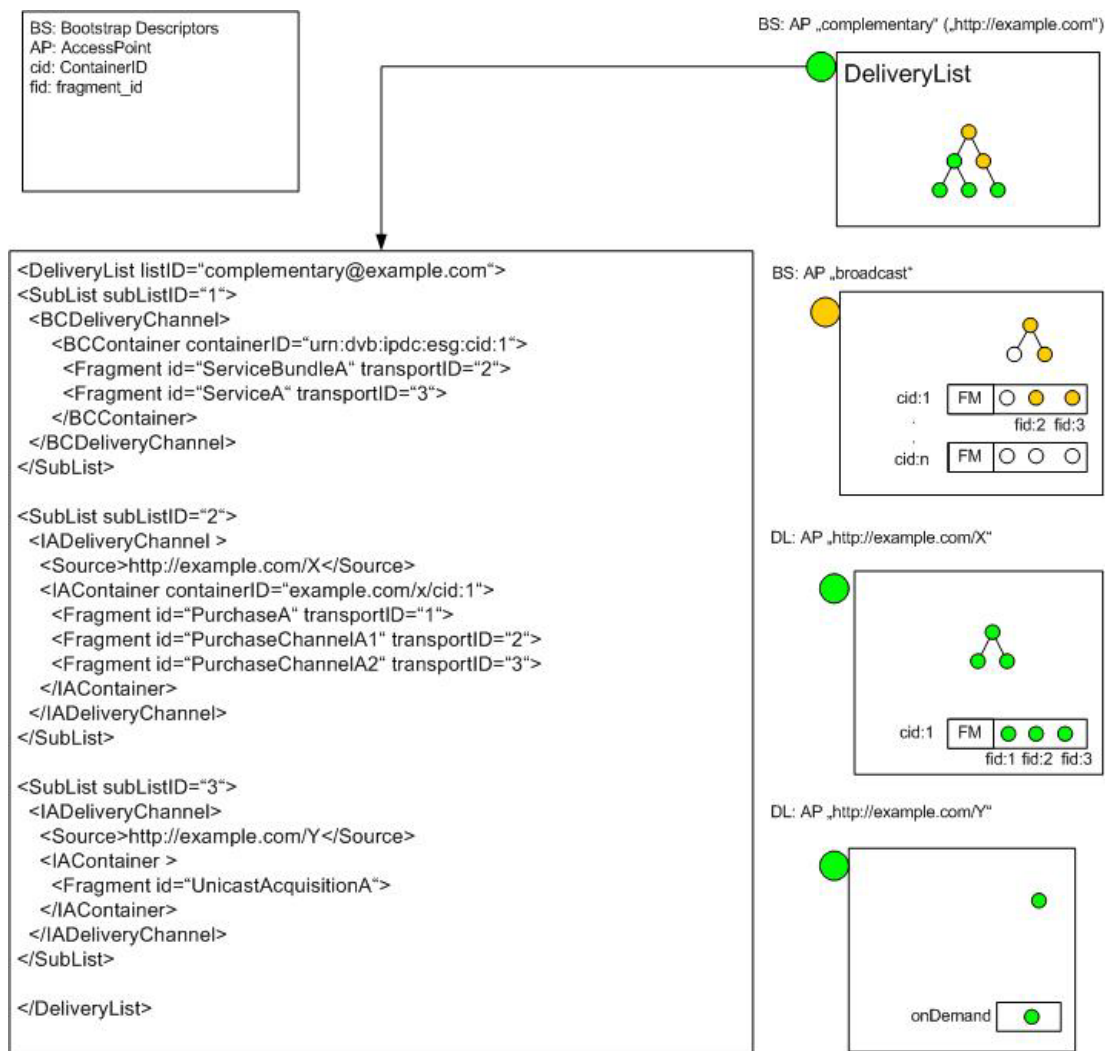 BS: Bootstrap Descriptors
AP: AccessPoint
cid: ContainerID
fid: fragment_id
BS: AP „complementary“ („http://example.com“)
DeliveryList
<DeliveryList listID=“complementary@example.com“>
<SubList subListID=“1“>
<BCDeliveryChannel>
<BCContainer containerID=“urn:dvb:ipdc:esg:cid:1“>
<Fragment id=“ServiceBundleA“ transportID=“2“>
<Fragment id=“ServiceA“ transportID=“3“>
</BCContainer>
</BCDeliveryChannel>
</SubList>
<SubList subListID=“2“>
<IADeliveryChannel >
<Source>http://example.com/X</Source>
<IAContainer containerID=“example.com/x/cid:1“>
<Fragment id=“PurchaseA“ transportID=“1“>
<Fragment id=“PurchaseChannelA1“ transportID=“2“>
<Fragment id=“PurchaseChannelA2“ transportID=“3“>
</IAContainer>
</IADeliveryChannel>
</SubList>
<SubList subListID=“3“>
<IADeliveryChannel>
<Source>http://example.com/Y</Source>
<IAContainer >
<Fragment id=“UnicastAcquisitionA“>
</IAContainer>
</IADeliveryChannel>
</SubList>
</DeliveryList>
BS: AP „broadcast“
cid:1 FM
fid:2 fid:3
.
.
cid:n FM
DL: AP „http://example.com/X“
cid:1 FM
fid:1 fid:2 fid:3
DL: AP „http://example.com/Y“
onDemand